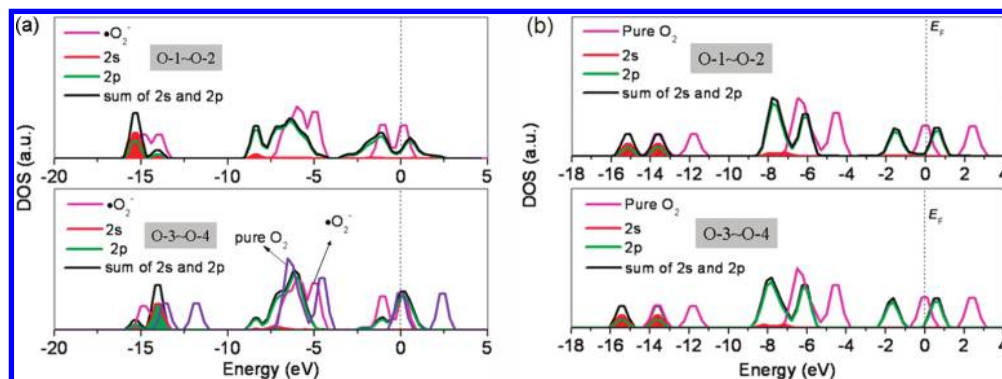 (a)
DOS (a.u.)
•O₂⁻
2s
2p
sum of 2s and 2p
O-1~O-2
-20 -15 -10 -5 0 5
•O₂⁻
2s
2p
sum of 2s and 2p
O-3~O-4
pure O₂
•O₂⁻
-20 -15 -10 -5 0 5
Energy (eV)
(b)
DOS (a.u.)
Pure O₂
2s
2p
sum of 2s and 2p
O-1~O-2
E_F
-18 -16 -14 -12 -10 -8 -6 -4 -2 0 2 4
Pure O₂
2s
2p
sum of 2s and 2p
O-3~O-4
E_F
-18 -16 -14 -12 -10 -8 -6 -4 -2 0 2 4
Energy (eV)